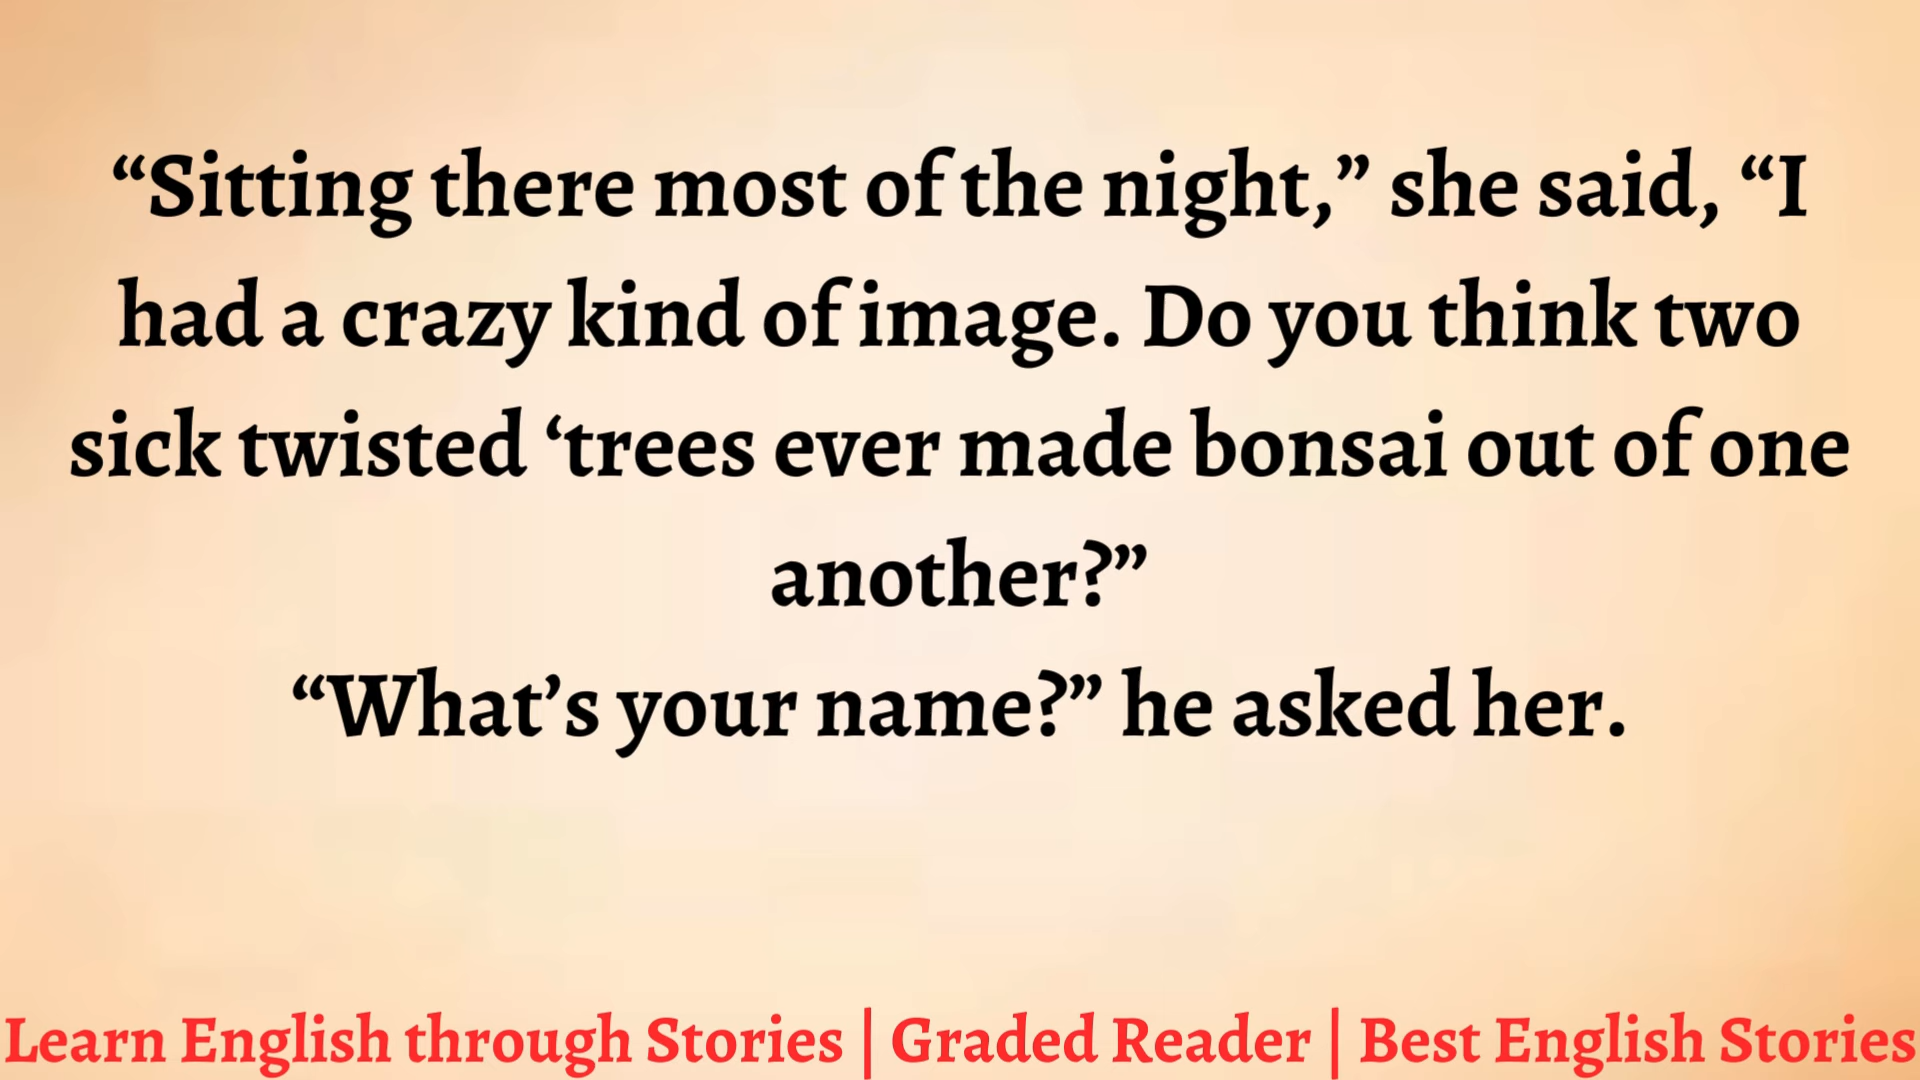 “Sitting there most of the night,” she said, “I
had a crazy kind of image. Do you think two
sick twisted ‘trees ever made bonsai out of one
another?”
“What’s your name?” he asked her.
Learn English through Stories | Graded Reader | Best English Stories